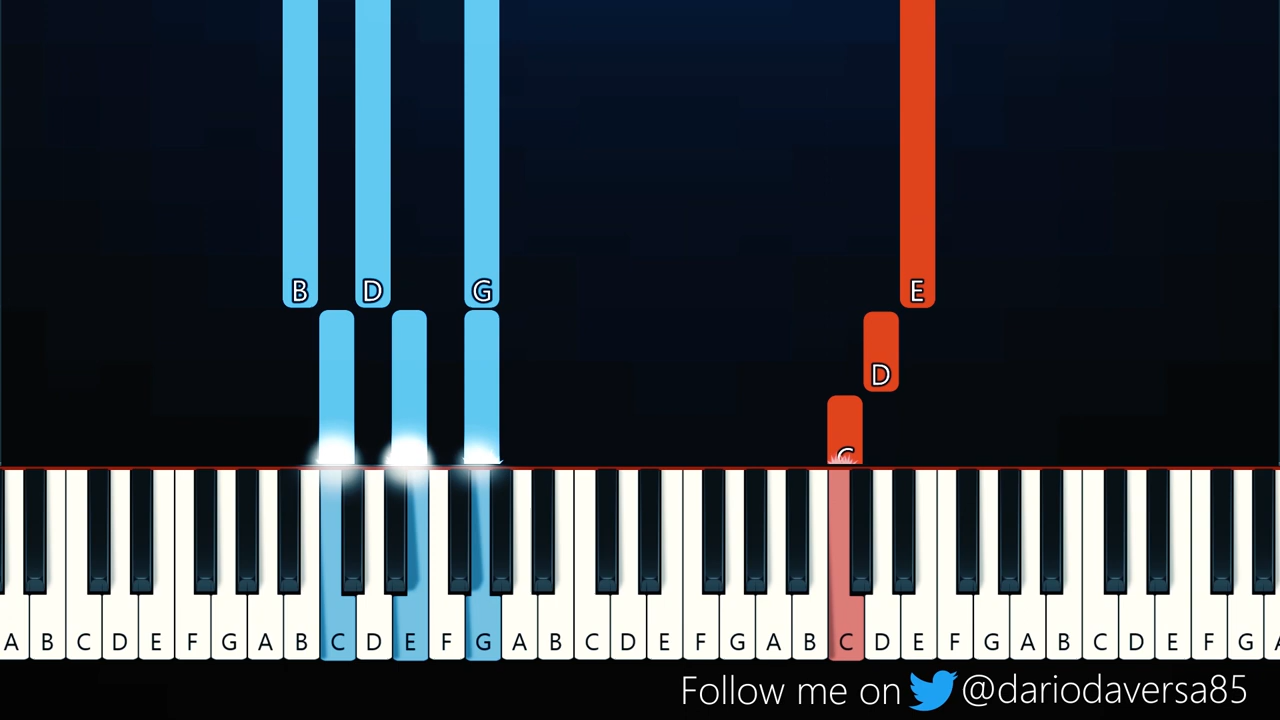 B D G E
D
C
A B C D E F G A B C D E F G A B C D E F G A B C D E F G A B C D E F G
Follow me on @dariodaversa85